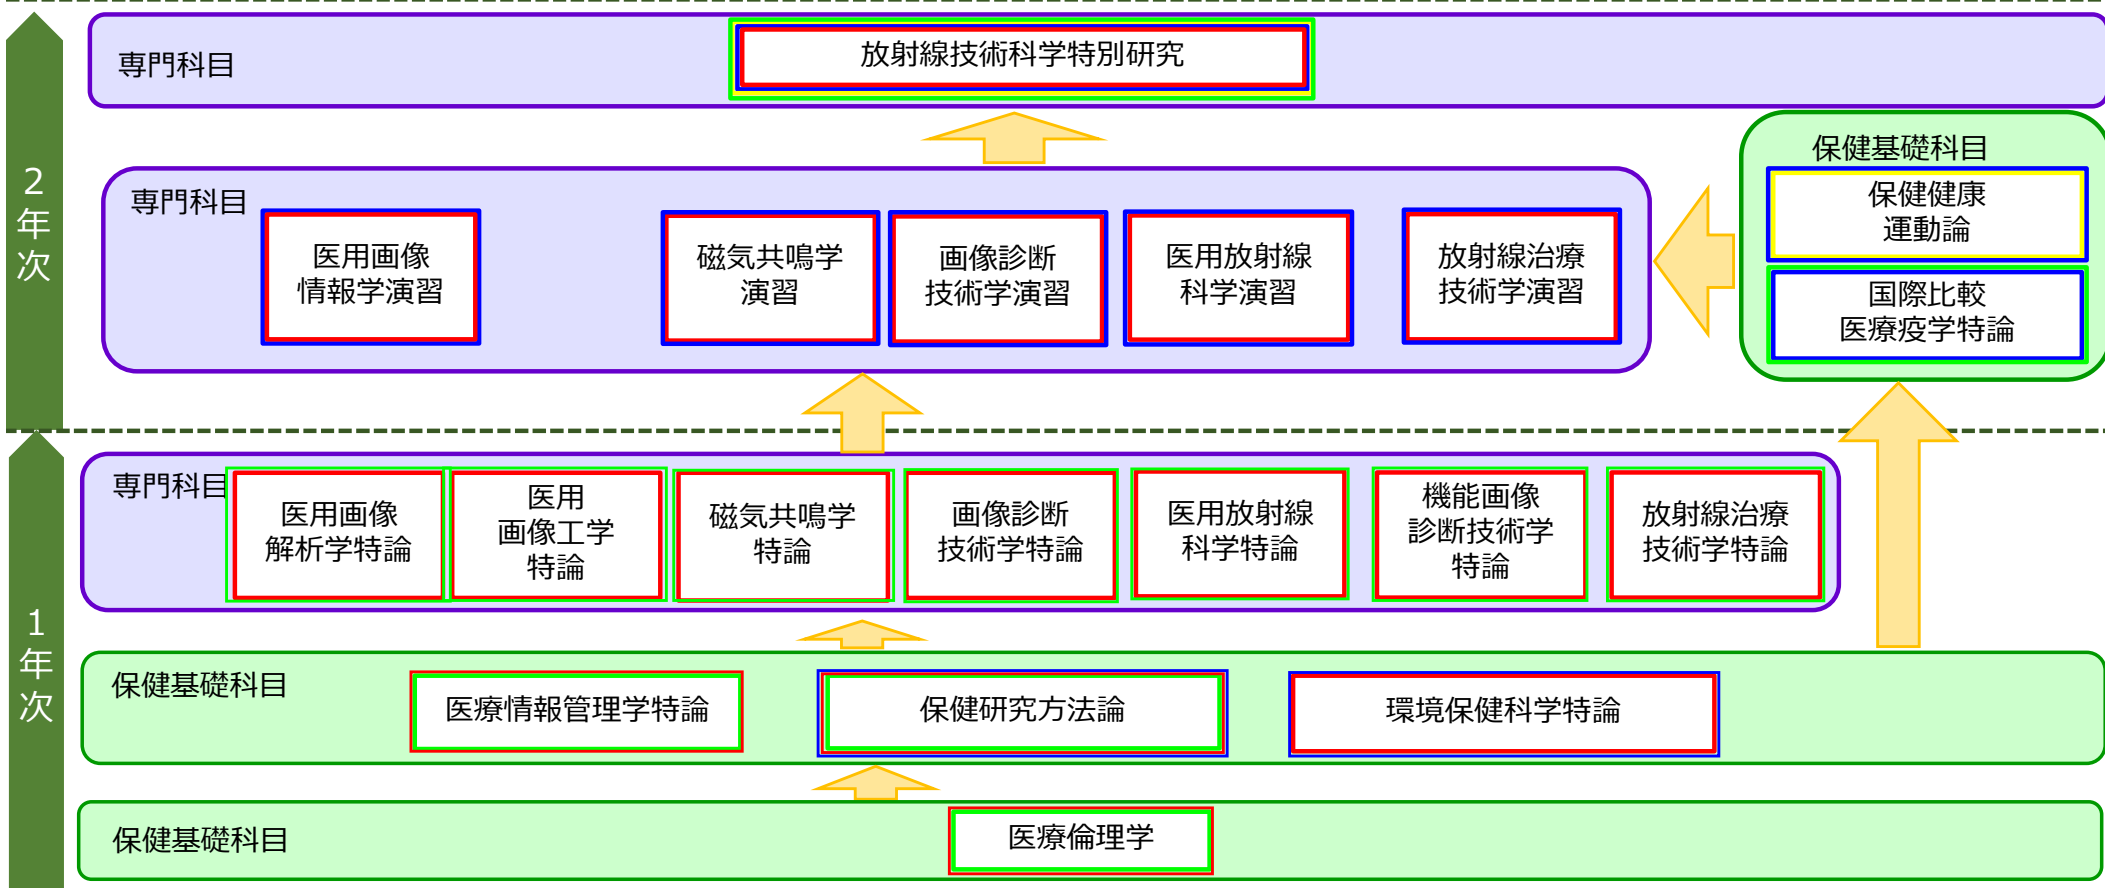 専門科目
放射線技術科学特別研究
2
年
次
専門科目
医用画像
情報学演習
磁気共鳴学
演習
画像診断
技術学演習
医用放射線
科学演習
放射線治療
技術学演習
保健基礎科目
保健健康
運動論
国際比較
医療疫学特論
1
年
次
専門科目
医用画像
解析学特論
医用
画像工学
特論
磁気共鳴学
特論
画像診断
技術学特論
医用放射線
科学特論
機能画像
診断技術学
特論
放射線治療
技術学特論
保健基礎科目
医療情報管理学特論
保健研究方法論
環境保健科学特論
保健基礎科目
医療倫理学